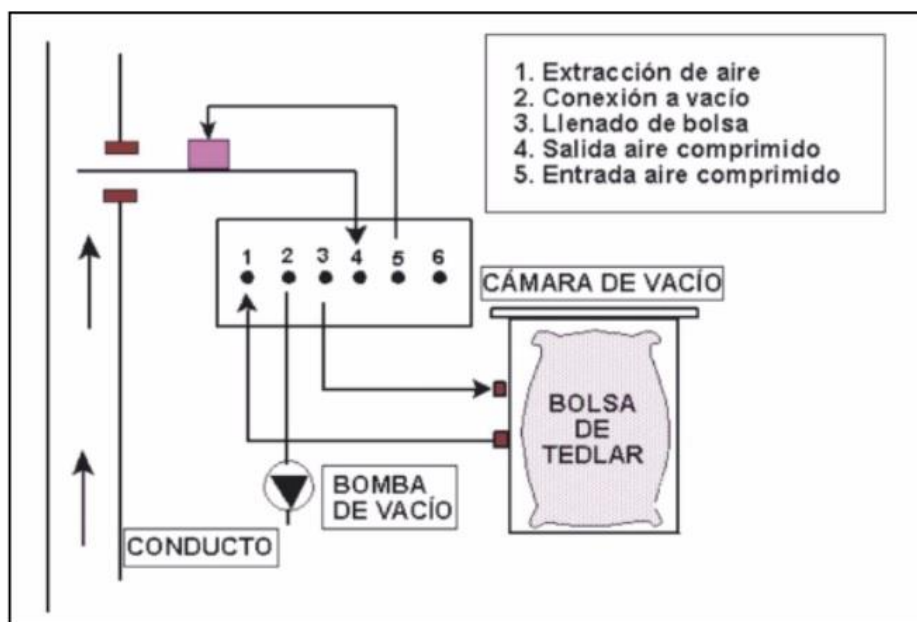 1. Extracción de aire
2. Conexión a vacío
3. Llenado de bolsa
4. Salida aire comprimido
5. Entrada aire comprimido
1 2 3 4 5 6
CÁMARA DE VACÍO
BOLSA
DE
TEDLAR
BOMBA
DE VACÍO
CONDUCTO